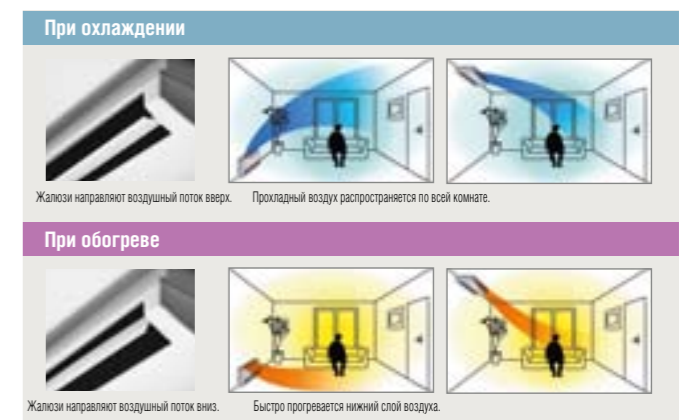 При охлаждении
Жалюзи направляют воздушный поток вверх.
Прохладный воздух распространяется по всей комнате.
При обогреве
Жалюзи направляют воздушный поток вниз.
Быстро прогревается нижний слой воздуха.